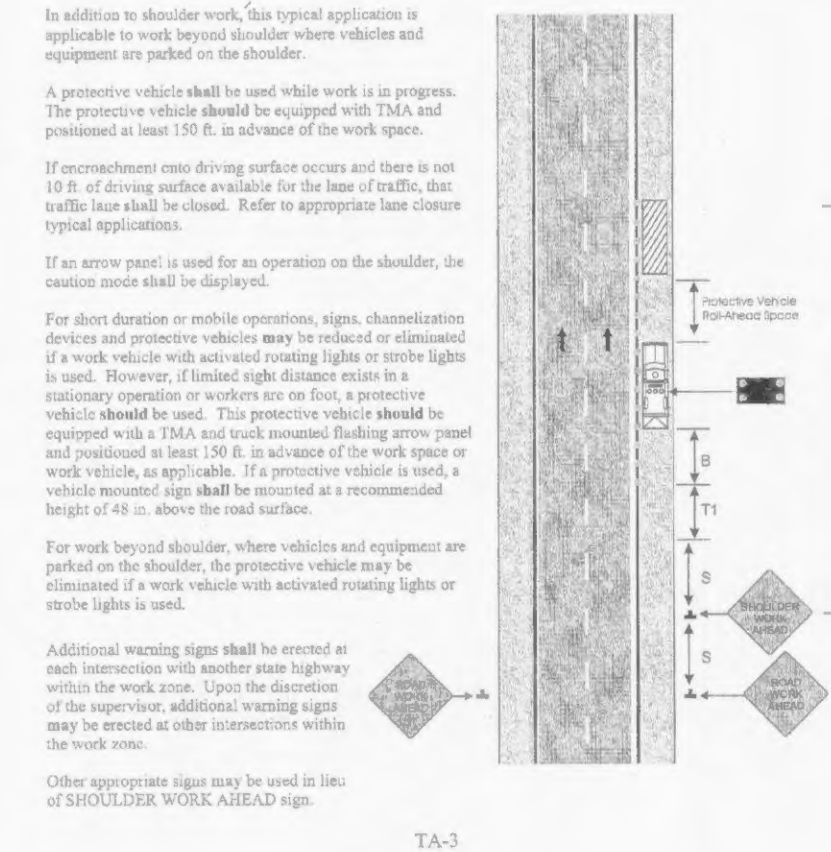 In addition to shoulder work, this typical application is
applicable to work beyond shoulder where vehicles and
equipment are parked on the shoulder.
A protective vehicle shall be used while work is in progress.
The protective vehicle should be equipped with TMA and
positioned at least 150 ft. in advance of the work space.
If encroachment onto driving surface occurs and there is not
10 ft. of driving surface available for the lane of traffic, that
traffic lane shall be closed. Refer to appropriate lane closure
typical applications.
If an arrow panel is used for an operation on the shoulder, the
caution mode shall be displayed.
For short duration or mobile operations, signs, channelization
devices and protective vehicles may be reduced or eliminated
if a work vehicle with activated rotating lights or strobe lights
is used. However, if limited sight distance exists in a
stationary operation or workers are on foot, a protective
vehicle should be used. This protective vehicle should be
equipped with a TMA and truck mounted flashing arrow panel
and positioned at least 150 ft. in advance of the work space or
work vehicle, as applicable. If a protective vehicle is used, a
vehicle mounted sign shall be mounted at a recommended
height of 48 in. above the road surface.
For work beyond shoulder, where vehicles and equipment are
parked on the shoulder, the protective vehicle may be
eliminated if a work vehicle with activated rotating lights or
strobe lights is used.
Additional warning signs shall be erected at
each intersection with another state highway
within the work zone. Upon the discretion
of the supervisor, additional warning signs
may be erected at other intersections within
the work zone.
Other appropriate signs may be used in lieu
of SHOULDER WORK AHEAD sign.
Protective Vehicle
Roll-Ahead Space
B
T1
S
SHOULDER
WORK
AHEAD
S
ROAD
WORK
AHEAD
ROAD
WORK
AHEAD
TA-3